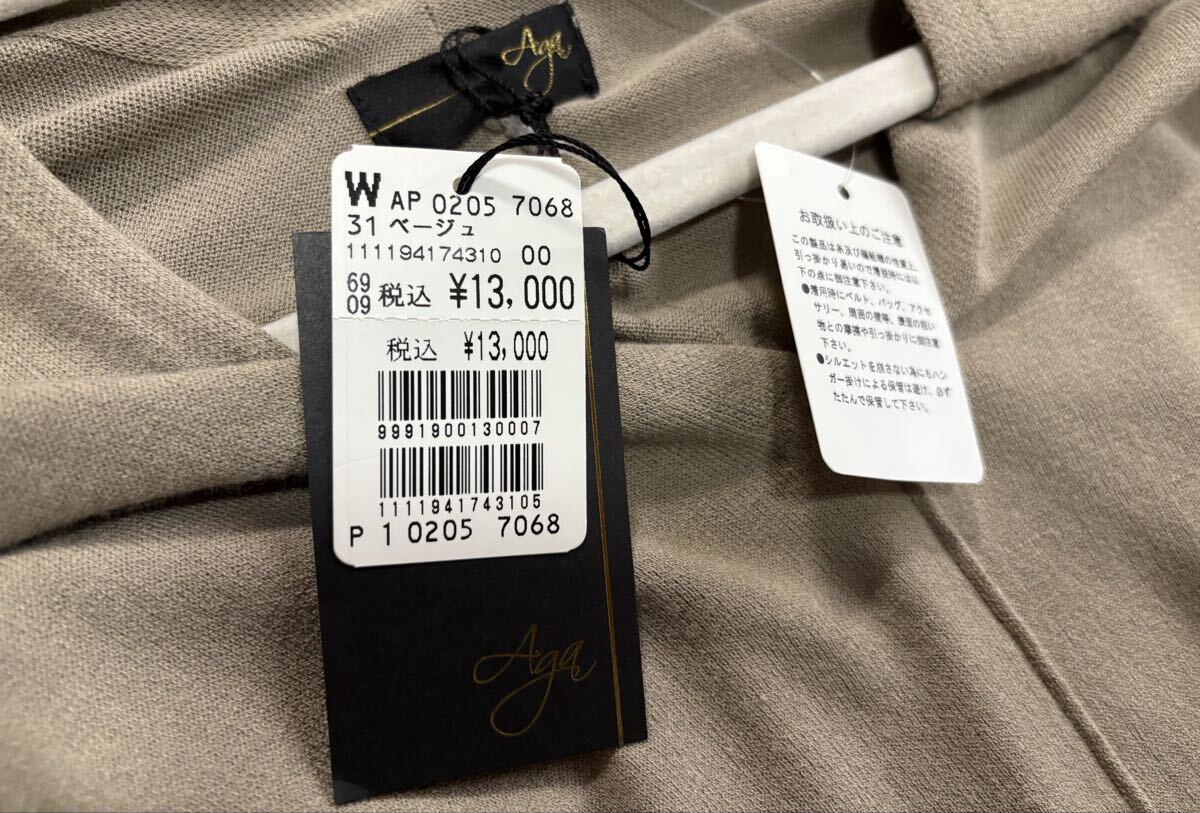 Aga
W AP 0205 7068
31 ベージュ
111194174310 00
69
09 税込 ¥13,000
税込 ¥13,000
9991900130007
1111941743105
P 1 0205 7068
Aga
お取扱い上のご注意
この製品は糸及び編組織の性質上、
引っ掛かり易いので着脱時には以
下の点に御注意下さい。
●着用時にベルト、バッグ、アクセ
サリー、周囲の壁等、表面の粗い
物との摩擦や引っ掛かりに御注意
下さい。
●シルエットを崩さない為にもハン
ガー掛けによる保管は避け、必ず
たたんで保管して下さい。